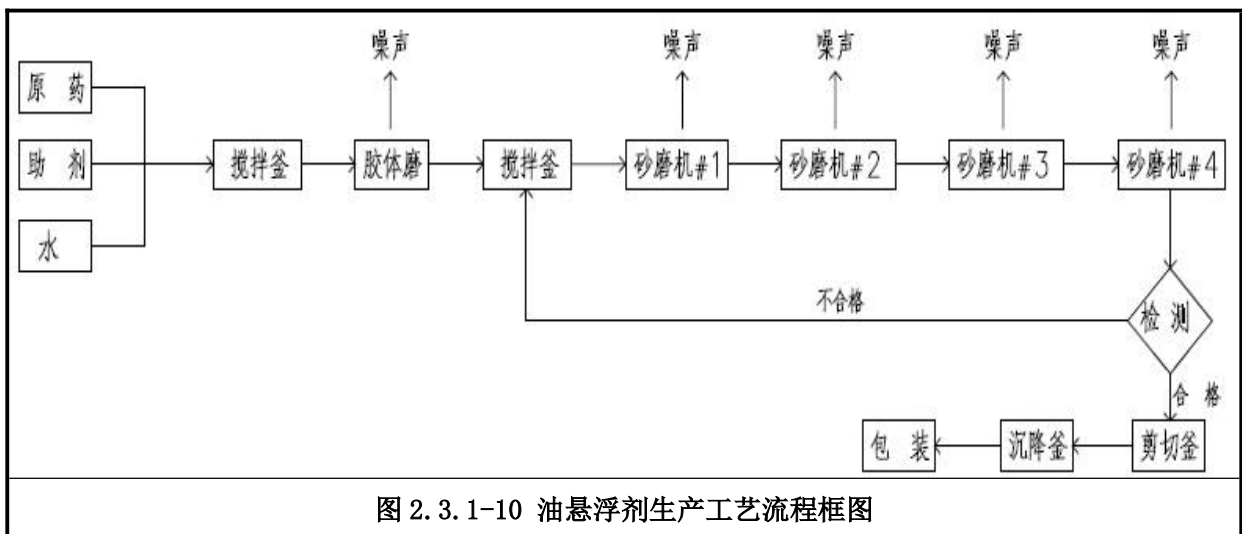 噪声 噪声 噪声 噪声 噪声
原 药
助 剂 搅拌釜 胶体磨 搅拌釜 砂磨机#1 砂磨机#2 砂磨机#3 砂磨机#4
水
不合格
检 测
合 格
包 装 沉降釜 剪切釜
图 2.3.1-10 油悬浮剂生产工艺流程框图